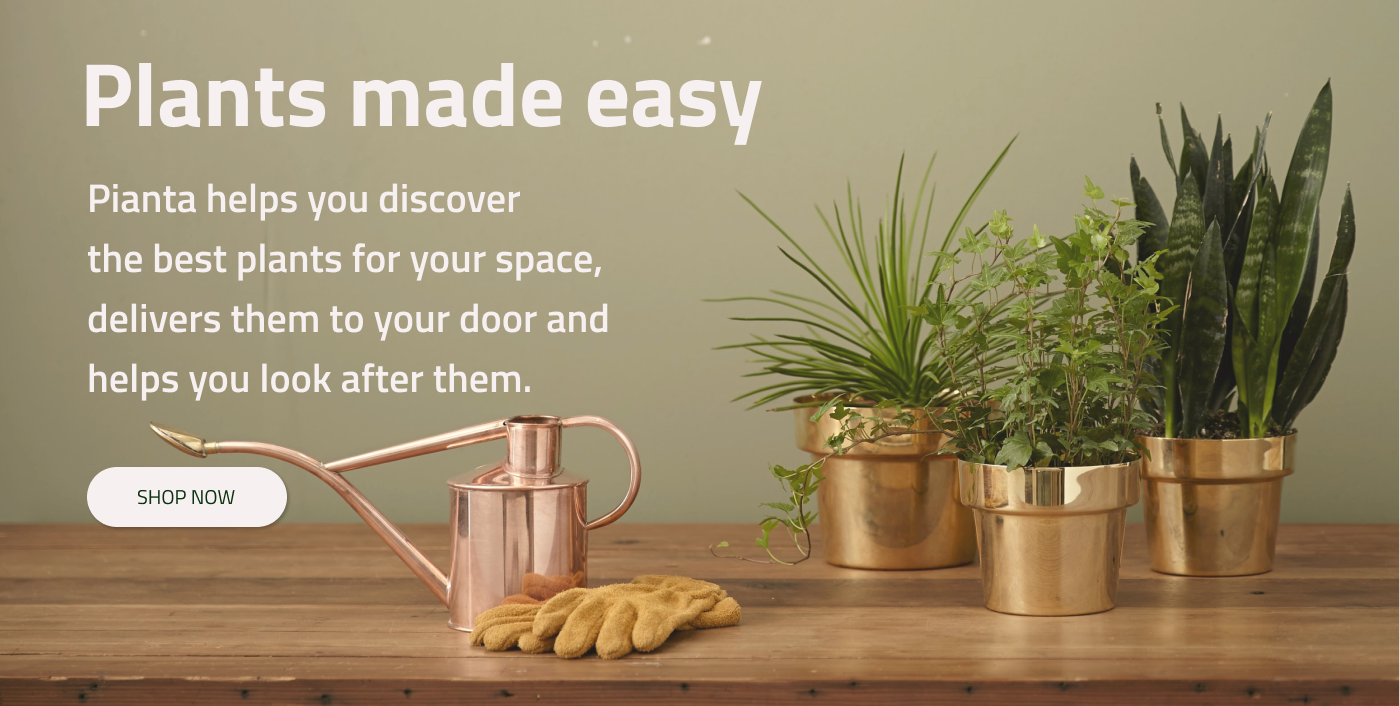 Plants made easy
Pianta helps you discover
the best plants for your space,
delivers them to your door and
helps you look after them.
SHOP NOW